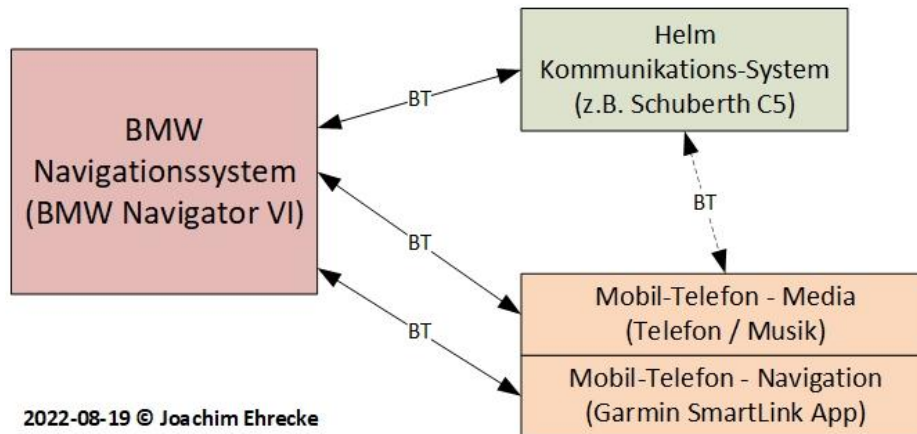 BMW
Navigationssystem
(BMW Navigator VI)
BT
Helm
Kommunikations-System
(z.B. Schuberth C5)
BT
BT
BT
Mobil-Telefon - Media
(Telefon / Musik)
Mobil-Telefon - Navigation
(Garmin SmartLink App)
2022-08-19 © Joachim Ehrecke